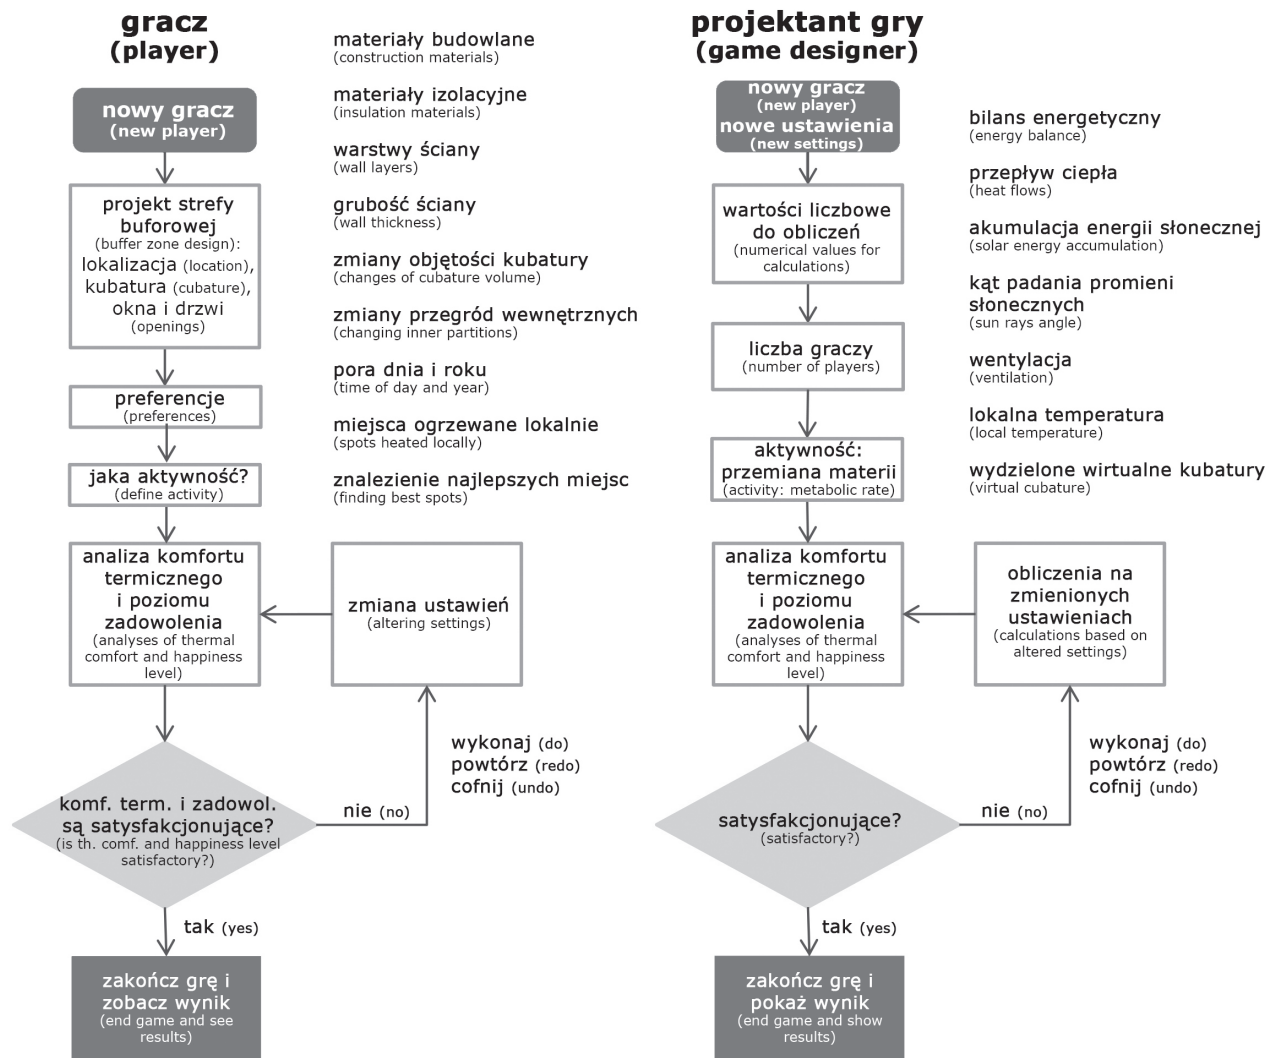 gracz
(player)
nowy gracz
(new player)
projekt strefy
buforowej
(buffer zone design):
lokalizacja (location),
kubatura (cubature),
okna i drzwi
(openings)
preferencje
(preferences)
jaka aktywność?
(define activity)
analiza komfortu
termicznego
i poziomu
zadowolenia
(analyses of thermal
comfort and happiness
level)
zmiana ustawień
(altering settings)
komf. term. i zadowol.
są satysfakcjonujące?
(is th. comf. and happiness level
satisfactory?)
nie (no)
wykonaj (do)
powtórz (redo)
cofnij (undo)
tak (yes)
zakończ grę i
zobacz wynik
(end game and see
results)
materiały budowlane
(construction materials)
materiały izolacyjne
(insulation materials)
warstwy ściany
(wall layers)
grubość ściany
(wall thickness)
zmiany objętości kubatury
(changes of cubature volume)
zmiany przegród wewnętrznych
(changing inner partitions)
pora dnia i roku
(time of day and year)
miejsca ogrzewane lokalnie
(spots heated locally)
znalezienie najlepszych miejsc
(finding best spots)
projektant gry
(game designer)
nowy gracz
(new player)
nowe ustawienia
(new settings)
wartości liczbowe
do obliczeń
(numerical values for
calculations)
liczba graczy
(number of players)
aktywność:
przemiana materii
(activity: metabolic rate)
analiza komfortu
termicznego
i poziomu
zadowolenia
(analyses of thermal
comfort and happiness
level)
obliczenia na
zmienionych
ustawieniach
(calculations based on
altered settings)
satysfakcjonujące?
(satisfactory?)
nie (no)
wykonaj (do)
powtórz (redo)
cofnij (undo)
tak (yes)
zakończ grę i
pokaż wynik
(end game and show
results)
bilans energetyczny
(energy balance)
przepływ ciepła
(heat flows)
akumulacja energii słonecznej
(solar energy accumulation)
kąt padania promieni
słonecznych
(sun rays angle)
wentylacja
(ventilation)
lokalna temperatura
(local temperature)
wydzielone wirtualne kubatury
(virtual cubature)